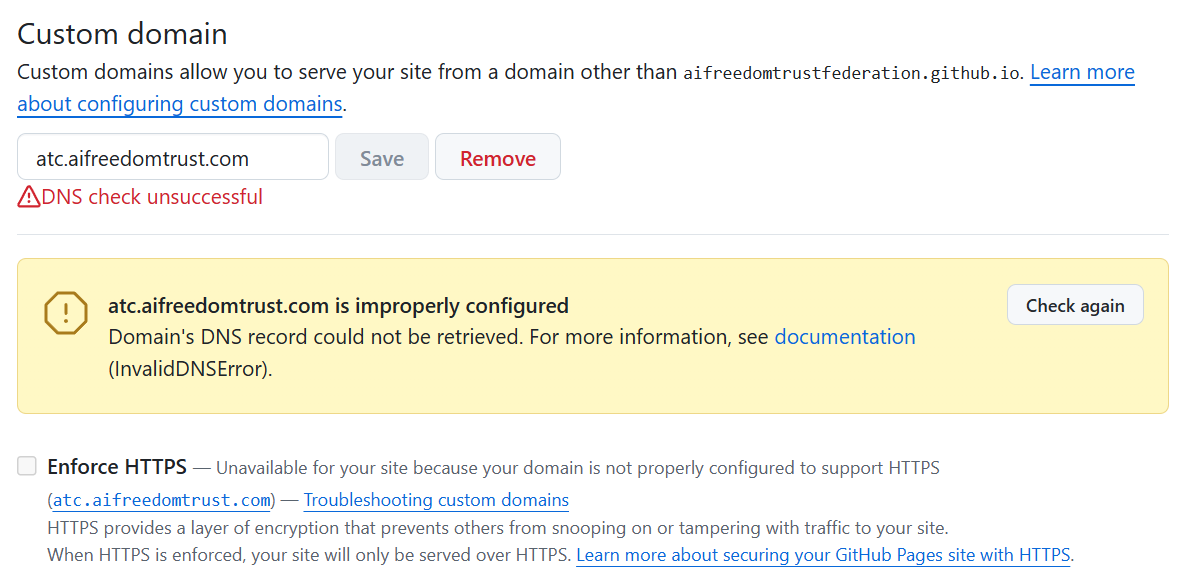 Custom domain
Custom domains allow you to serve your site from a domain other than aifreedomtrustfederation.github.io. Learn more
about configuring custom domains.
atc.aifreedomtrust.com Save Remove
DNS check unsuccessful
atc.aifreedomtrust.com is improperly configured Check again
Domain's DNS record could not be retrieved. For more information, see documentation
(InvalidDNSError).
Enforce HTTPS — Unavailable for your site because your domain is not properly configured to support HTTPS
(atc.aifreedomtrust.com) — Troubleshooting custom domains
HTTPS provides a layer of encryption that prevents others from snooping on or tampering with traffic to your site.
When HTTPS is enforced, your site will only be served over HTTPS. Learn more about securing your GitHub Pages site with HTTPS.